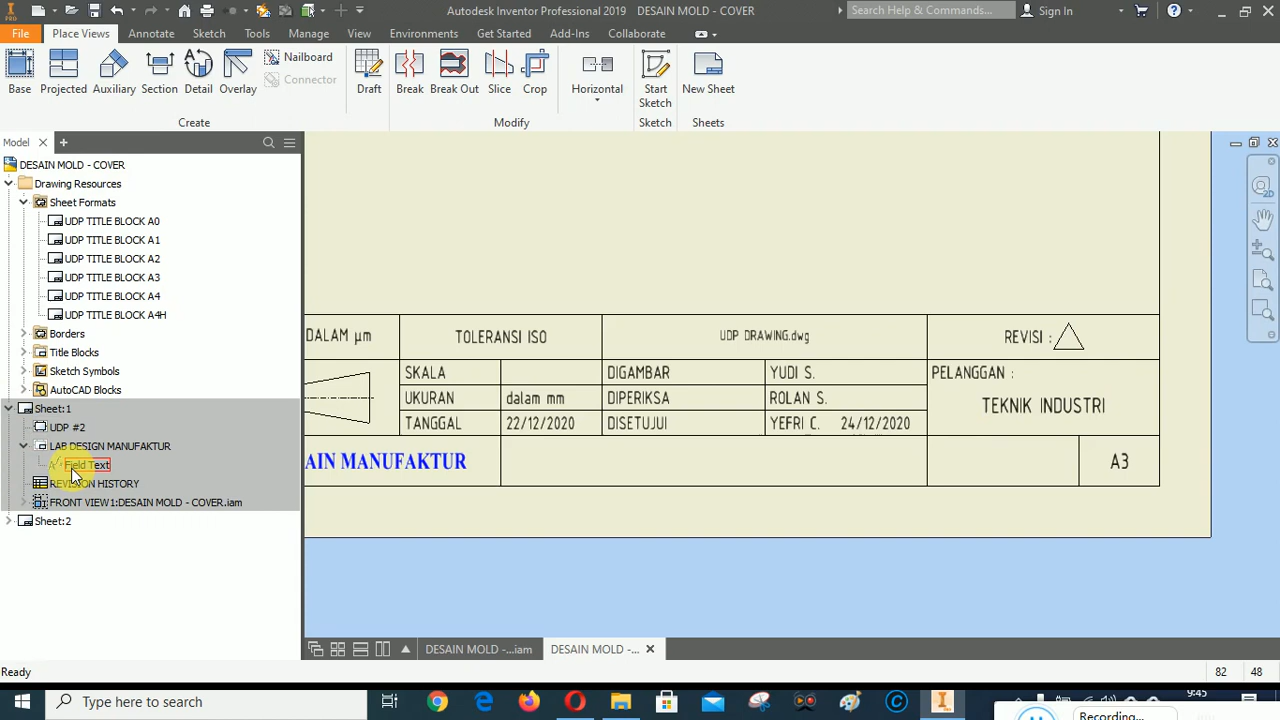 PRO
Autodesk Inventor Professional 2019 DESAIN MOLD - COVER
Search Help & Commands...
Sign In
File Place Views Annotate Sketch Tools Manage View Environments Get Started Add-Ins Collaborate
Base Projected Auxiliary Section Detail Overlay
Nailboard
Connector
Draft Break Break Out Slice Crop Horizontal Start Sketch New Sheet
Create Modify Sketch Sheets
Model
DESAIN MOLD - COVER
Drawing Resources
Sheet Formats
UDP TITLE BLOCK A0
UDP TITLE BLOCK A1
UDP TITLE BLOCK A2
UDP TITLE BLOCK A3
UDP TITLE BLOCK A4
UDP TITLE BLOCK A4H
Borders
Title Blocks
Sketch Symbols
AutoCAD Blocks
Sheet:1
UDP #2
LAB DESIGN MANUFAKTUR
Field Text
REVISION HISTORY
FRONT VIEW1:DESAIN MOLD - COVER.iam
Sheet:2
2D
DALAM µm TOLERANSI ISO UDP DRAWING.dwg REVISI :
SKALA DIGAMBAR YUDI S. PELANGGAN :
UKURAN dalam mm DIPERIKSA ROLAN S. TEKNIK INDUSTRI
TANGGAL 22/12/2020 DISETUJUI YEFRI C. 24/12/2020
AIN MANUFAKTUR A3
DESAIN MOLD -...iam DESAIN MOLD -...
Ready 82 48
Type here to search
9:45
Recording...